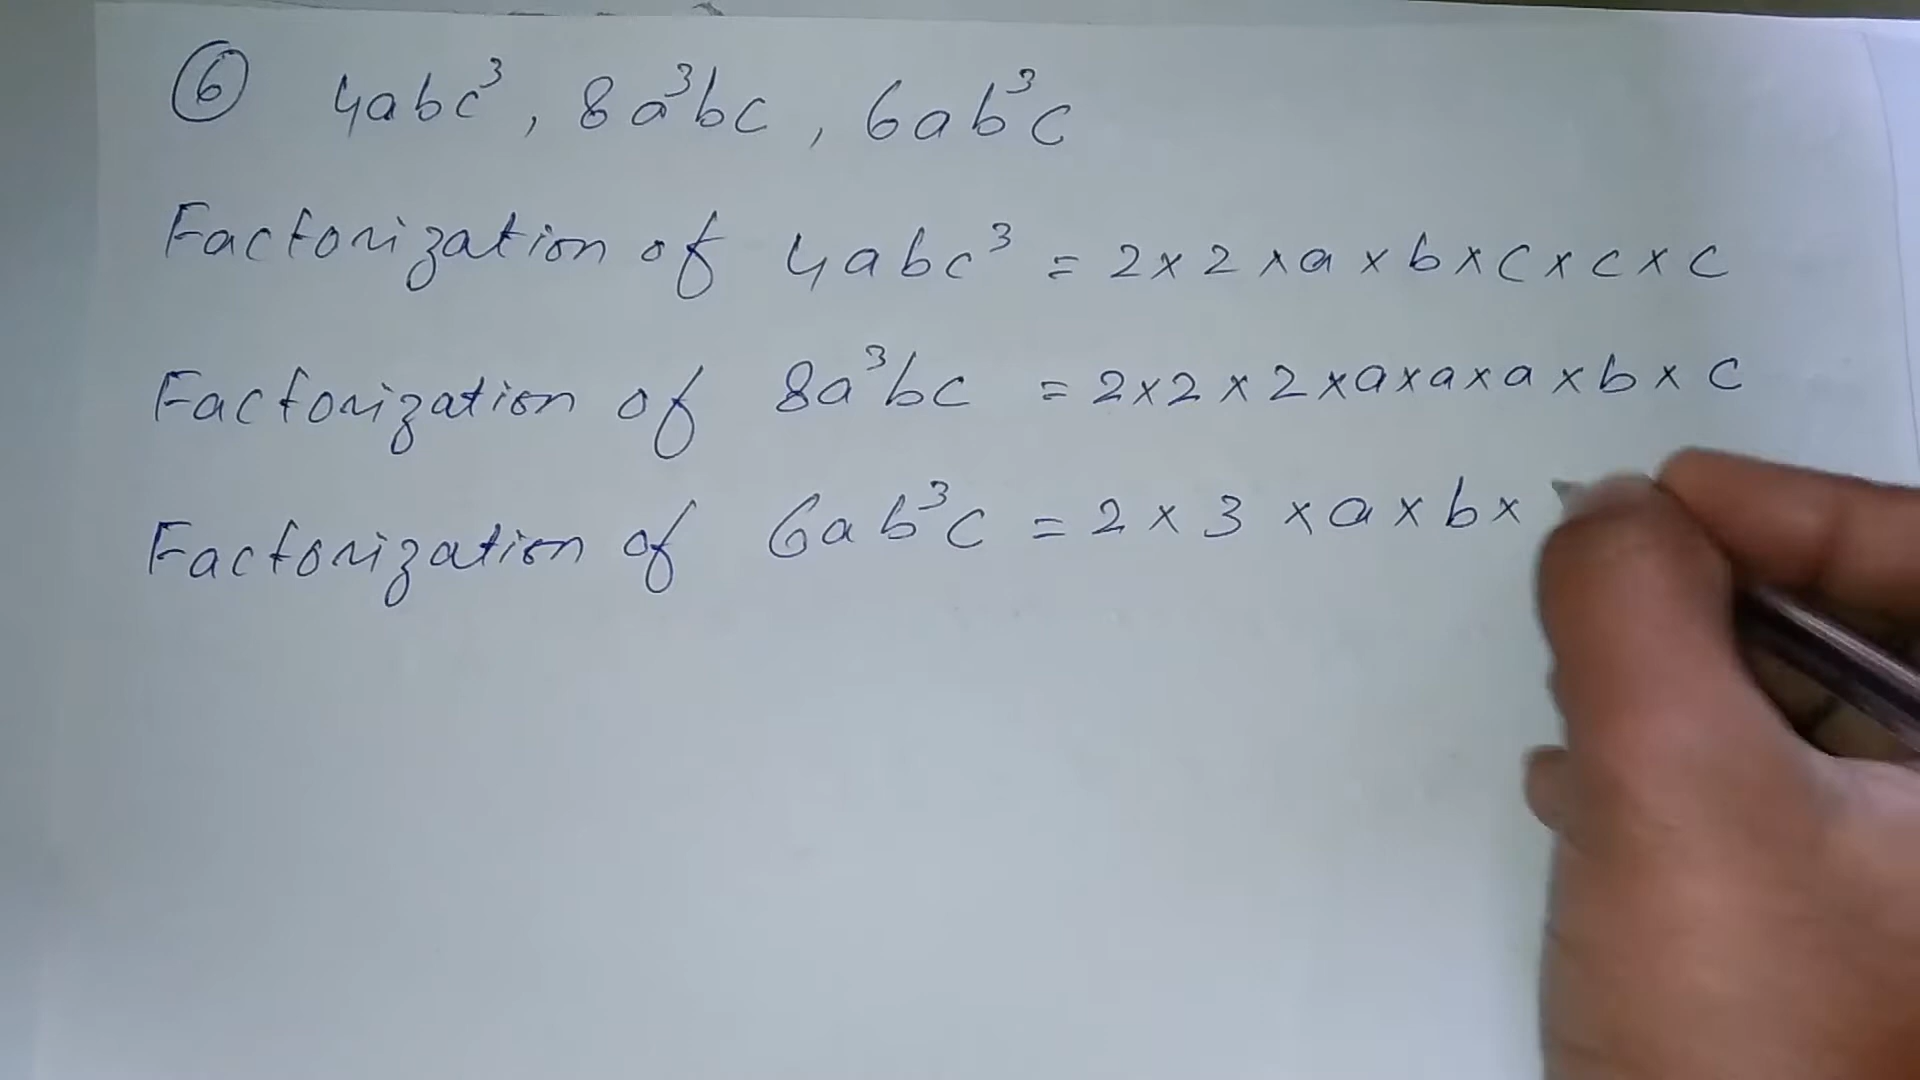 ⑥ 4abc³, 8a³bc, 6ab³c
Factorization of 4abc³ = 2×2×a×b×c×c×c
Factorization of 8a³bc = 2×2×2×a×a×a×b×c
Factorization of 6ab³c = 2×3×a×b×